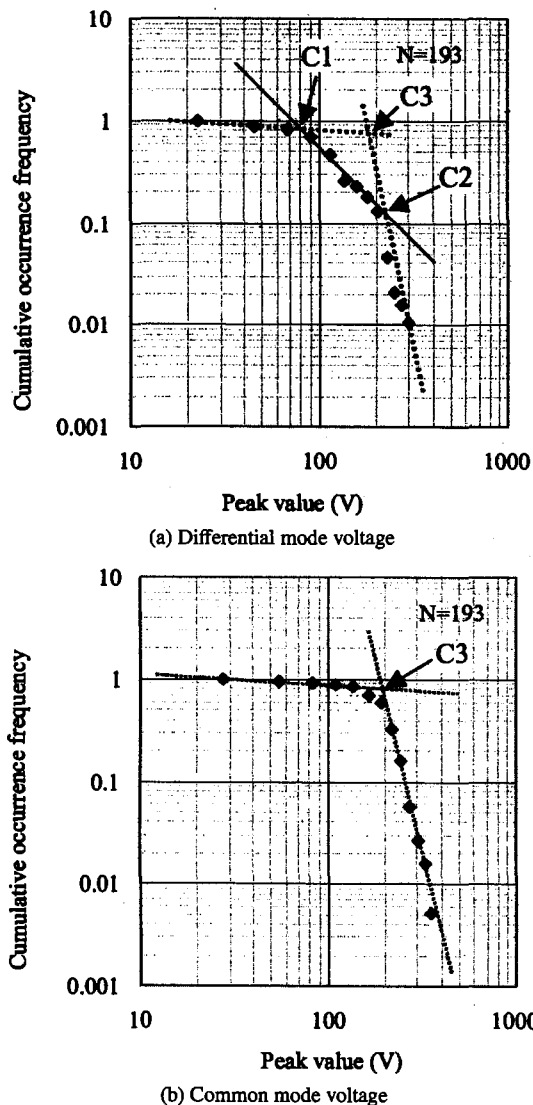 10
1
0.1
0.01
0.001
Cumulative occurrence frequency
C1
N=193
C3
C2
10
100
1000
Peak value (V)
(a) Differential mode voltage
10
1
0.1
0.01
0.001
Cumulative occurrence frequency
N=193
C3
10
100
1000
Peak value (V)
(b) Common mode voltage